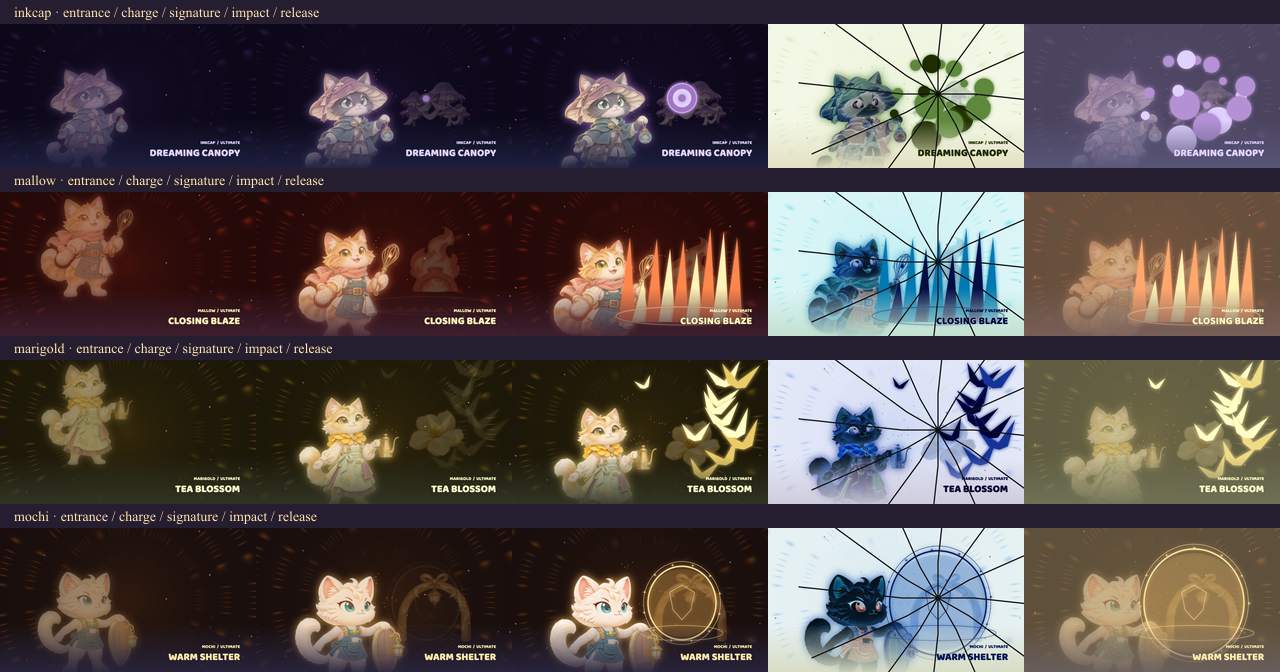 inkcap · entrance / charge / signature / impact / release
INKCAP / ULTIMATE
DREAMING CANOPY
INKCAP / ULTIMATE
DREAMING CANOPY
INKCAP / ULTIMATE
DREAMING CANOPY
INKCAP / ULTIMATE
DREAMING CANOPY
INKCAP / ULTIMATE
DREAMING CANOPY
mallow · entrance / charge / signature / impact / release
MALLOW / ULTIMATE
CLOSING BLAZE
MALLOW / ULTIMATE
CLOSING BLAZE
MALLOW / ULTIMATE
CLOSING BLAZE
MALLOW / ULTIMATE
CLOSING BLAZE
MALLOW / ULTIMATE
CLOSING BLAZE
marigold · entrance / charge / signature / impact / release
MARIGOLD / ULTIMATE
TEA BLOSSOM
MARIGOLD / ULTIMATE
TEA BLOSSOM
MARIGOLD / ULTIMATE
TEA BLOSSOM
MARIGOLD / ULTIMATE
TEA BLOSSOM
MARIGOLD / ULTIMATE
TEA BLOSSOM
mochi · entrance / charge / signature / impact / release
MOCHI / ULTIMATE
WARM SHELTER
MOCHI / ULTIMATE
WARM SHELTER
MOCHI / ULTIMATE
WARM SHELTER
MOCHI / ULTIMATE
WARM SHELTER
MOCHI / ULTIMATE
WARM SHELTER